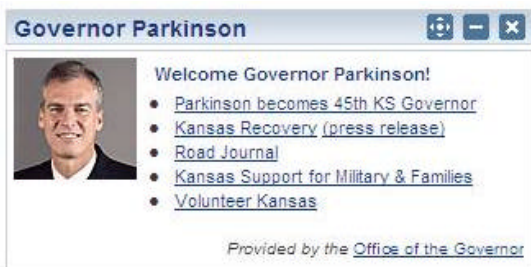 Governor Parkinson
Welcome Governor Parkinson!
Parkinson becomes 45th KS Governor
Kansas Recovery (press release)
Road Journal
Kansas Support for Military & Families
Volunteer Kansas
Provided by the Office of the Governor